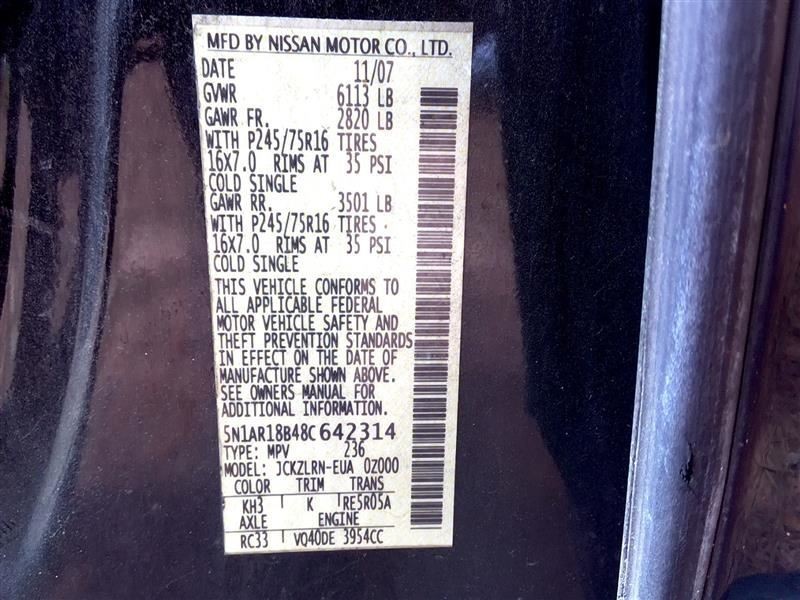 MFD BY NISSAN MOTOR CO., LTD.
DATE 11/07
GVWR 6113 LB
GAWR FR. 2820 LB
WITH P245/75R16 TIRES
16X7.0 RIMS AT 35 PSI
COLD SINGLE
GAWR RR. 3501 LB
WITH P245/75R16 TIRES
16X7.0 RIMS AT 35 PSI
COLD SINGLE
THIS VEHICLE CONFORMS TO
ALL APPLICABLE FEDERAL
MOTOR VEHICLE SAFETY AND
THEFT PREVENTION STANDARDS
IN EFFECT ON THE DATE OF
MANUFACTURE SHOWN ABOVE.
SEE OWNERS MANUAL FOR
ADDITIONAL INFORMATION.
5N1AR18B48C642314
TYPE: MPV 236
MODEL: JCKZLRN-EUA 0Z000
COLOR TRIM TRANS
KH3 K RE5R05A
AXLE ENGINE
RC33 VQ40DE 3954CC